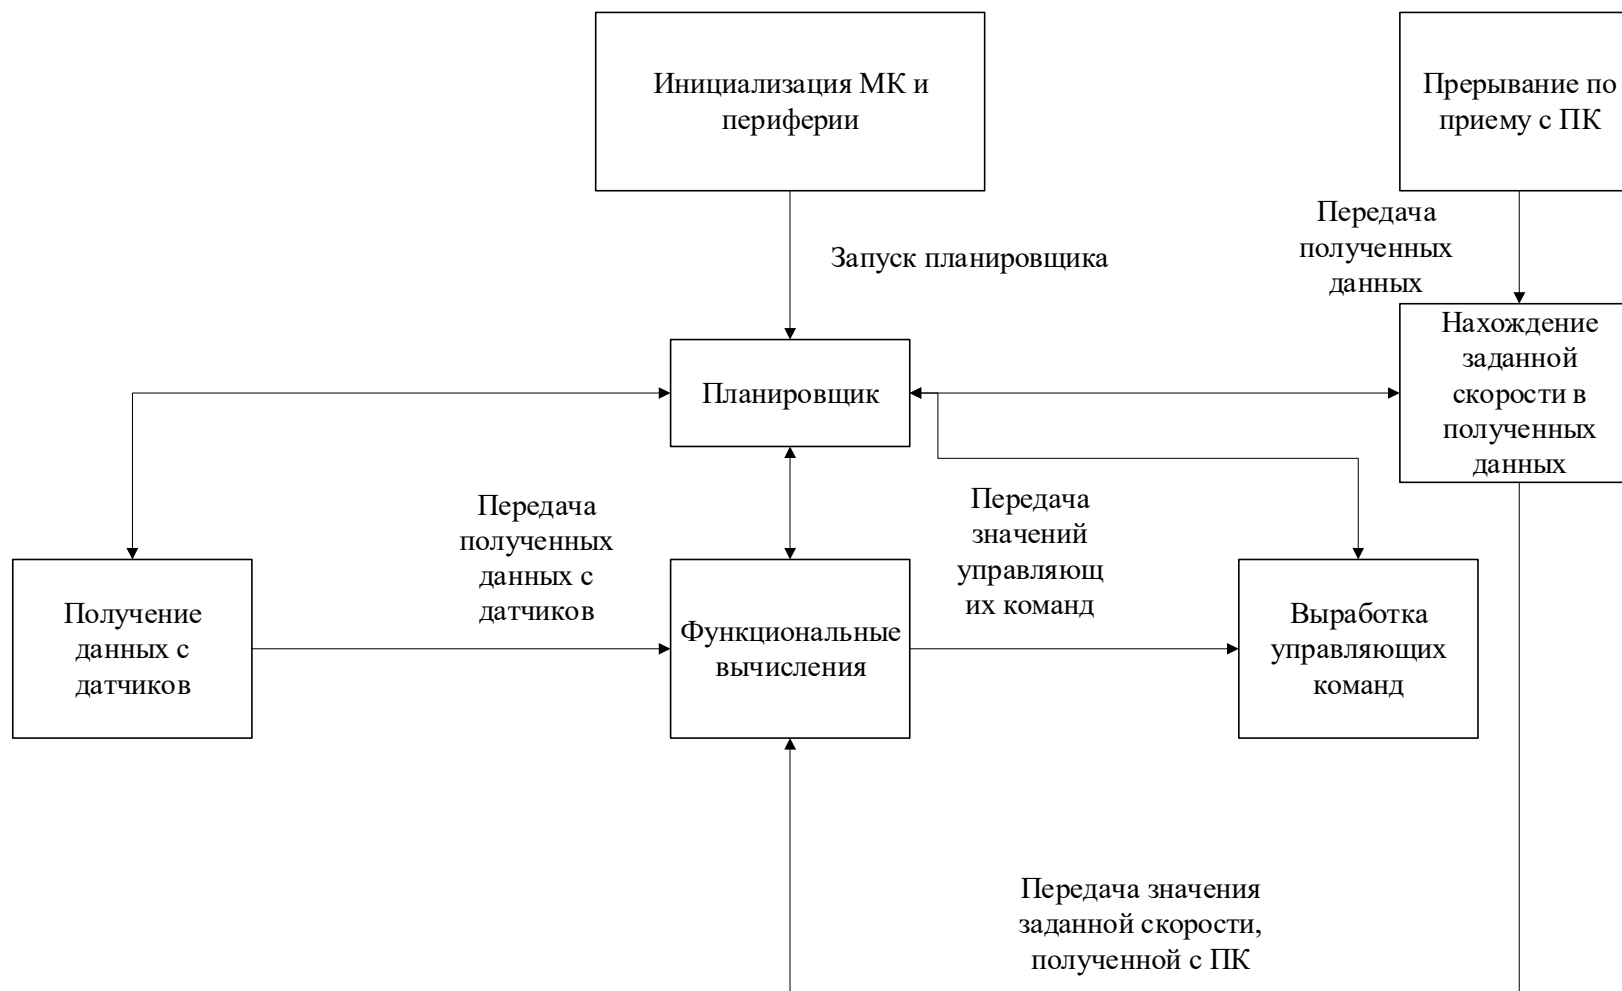 Инициализация МК и
периферии
Прерывание по
приему с ПК
Запуск планировщика
Передача
полученных
данных
Планировщик
Нахождение
заданной
скорости в
полученных
данных
Передача
полученных
данных с
датчиков
Передача
значений
управляющ
их команд
Получение
данных с
датчиков
Функциональные
вычисления
Выработка
управляющих
команд
Передача значения
заданной скорости,
полученной с ПК